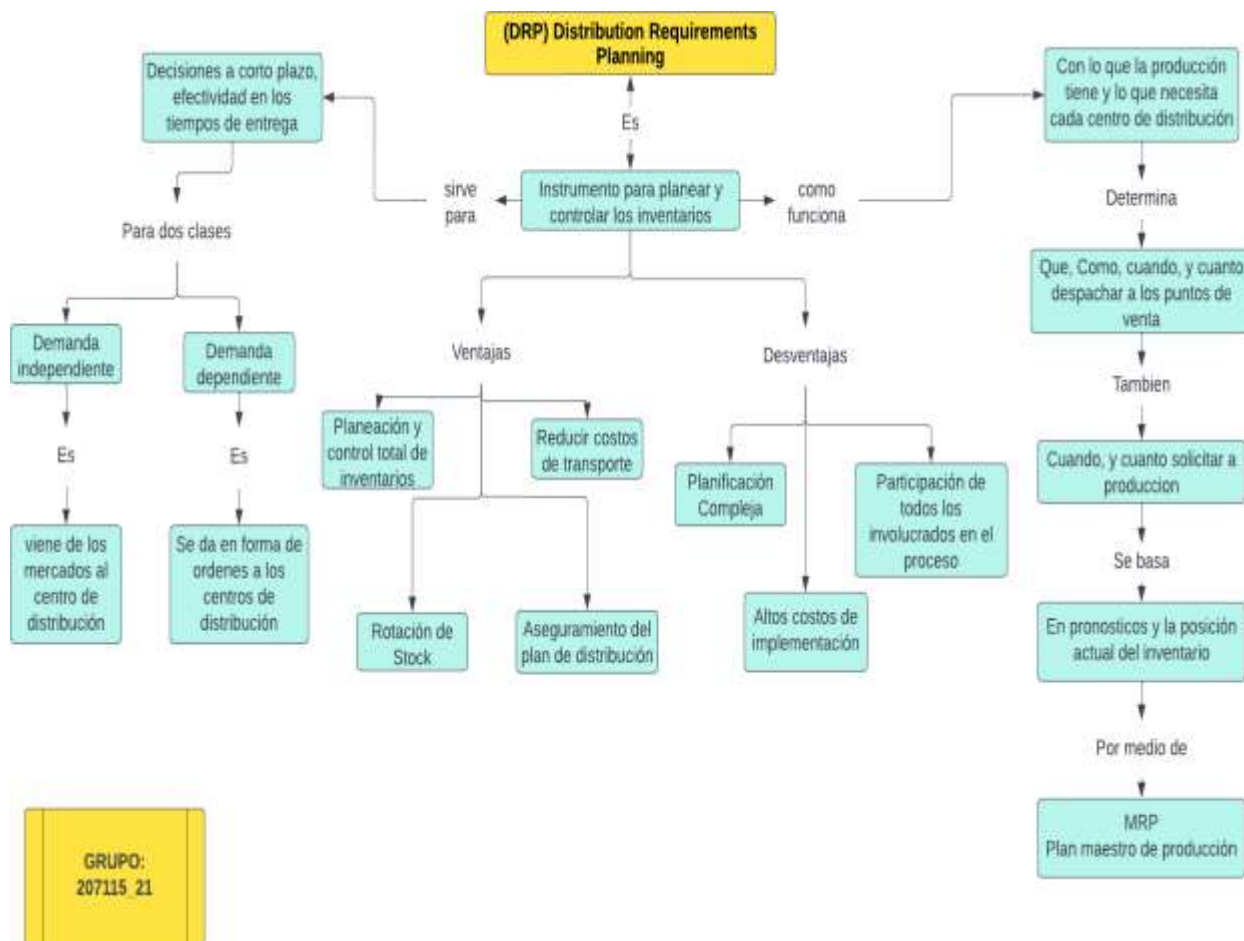 (DRP) Distribution Requirements
Planning
Es
Instrumento para planear y
controlar los inventarios
sirve
para
Decisiones a corto plazo,
efectividad en los
tiempos de entrega
Para dos clases
Demanda
independiente
Es
viene de los
mercados al
centro de
distribución
Demanda
dependiente
Es
Se da en forma de
ordenes a los
centros de
distribución
Ventajas
Planeación y
control total de
inventarios
Reducir costos
de transporte
Rotación de
Stock
Aseguramiento del
plan de distribución
Desventajas
Planificación
Compleja
Participación de
todos los
involucrados en el
proceso
Altos costos de
implementación
como
funciona
Con lo que la producción
tiene y lo que necesita
cada centro de distribución
Determina
Que, Como, cuando, y cuanto
despachar a los puntos de
venta
Tambien
Cuando, y cuanto solicitar a
produccion
Se basa
En pronosticos y la posición
actual del inventario
Por medio de
MRP
Plan maestro de producción
GRUPO:
207115_21